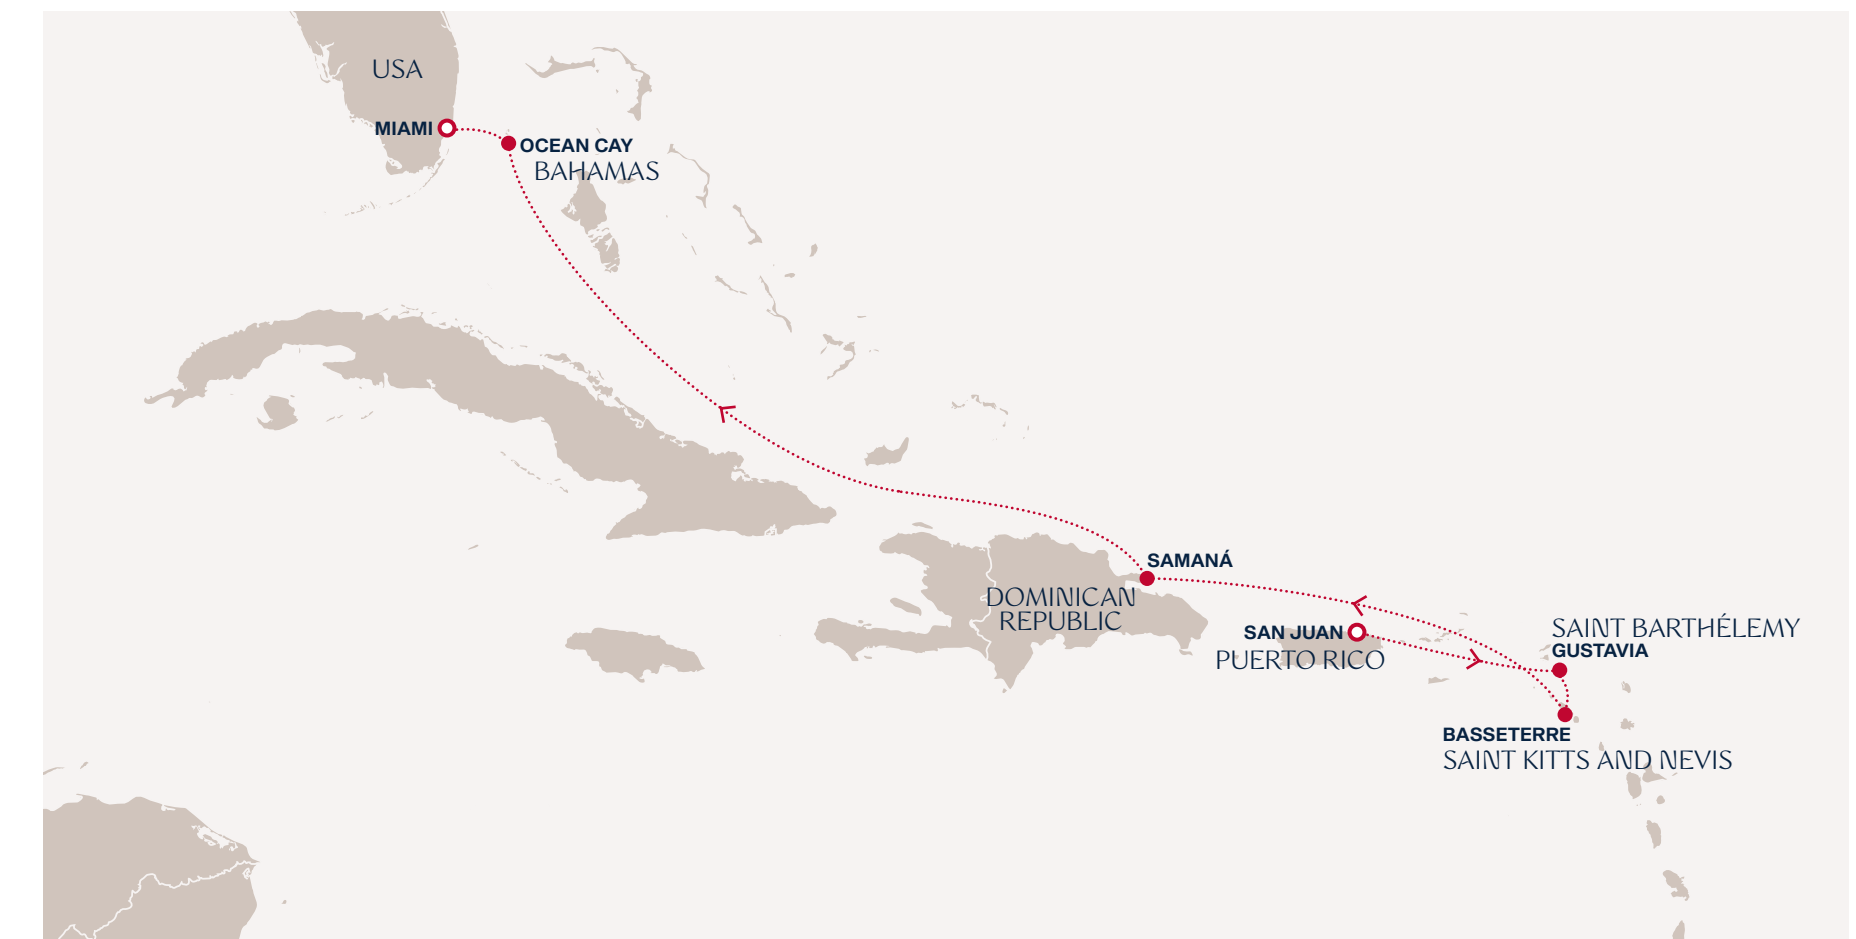 USA
MIAMI
OCEAN CAY
BAHAMAS
SAMANÁ
DOMINICAN
REPUBLIC
SAN JUAN
PUERTO RICO
SAINT BARTHÉLEMY
GUSTAVIA
BASSETERRE
SAINT KITTS AND NEVIS